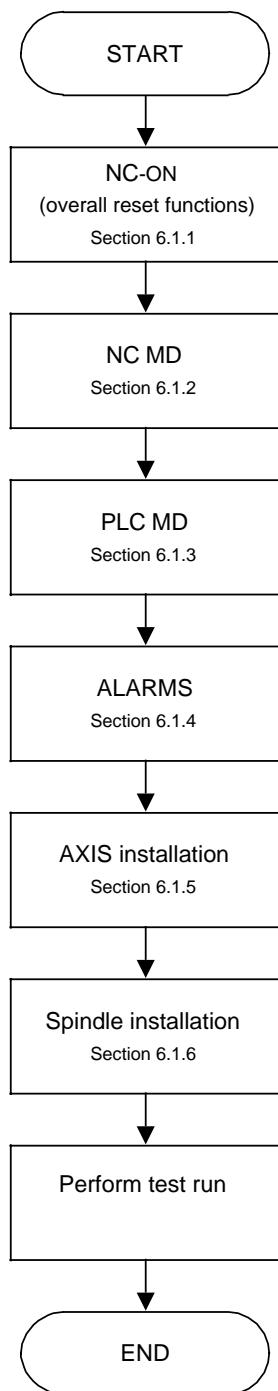 START
NC-ON
(overall reset functions)
Section 6.1.1
NC MD
Section 6.1.2
PLC MD
Section 6.1.3
ALARMS
Section 6.1.4
AXIS installation
Section 6.1.5
Spindle installation
Section 6.1.6
Perform test run
END